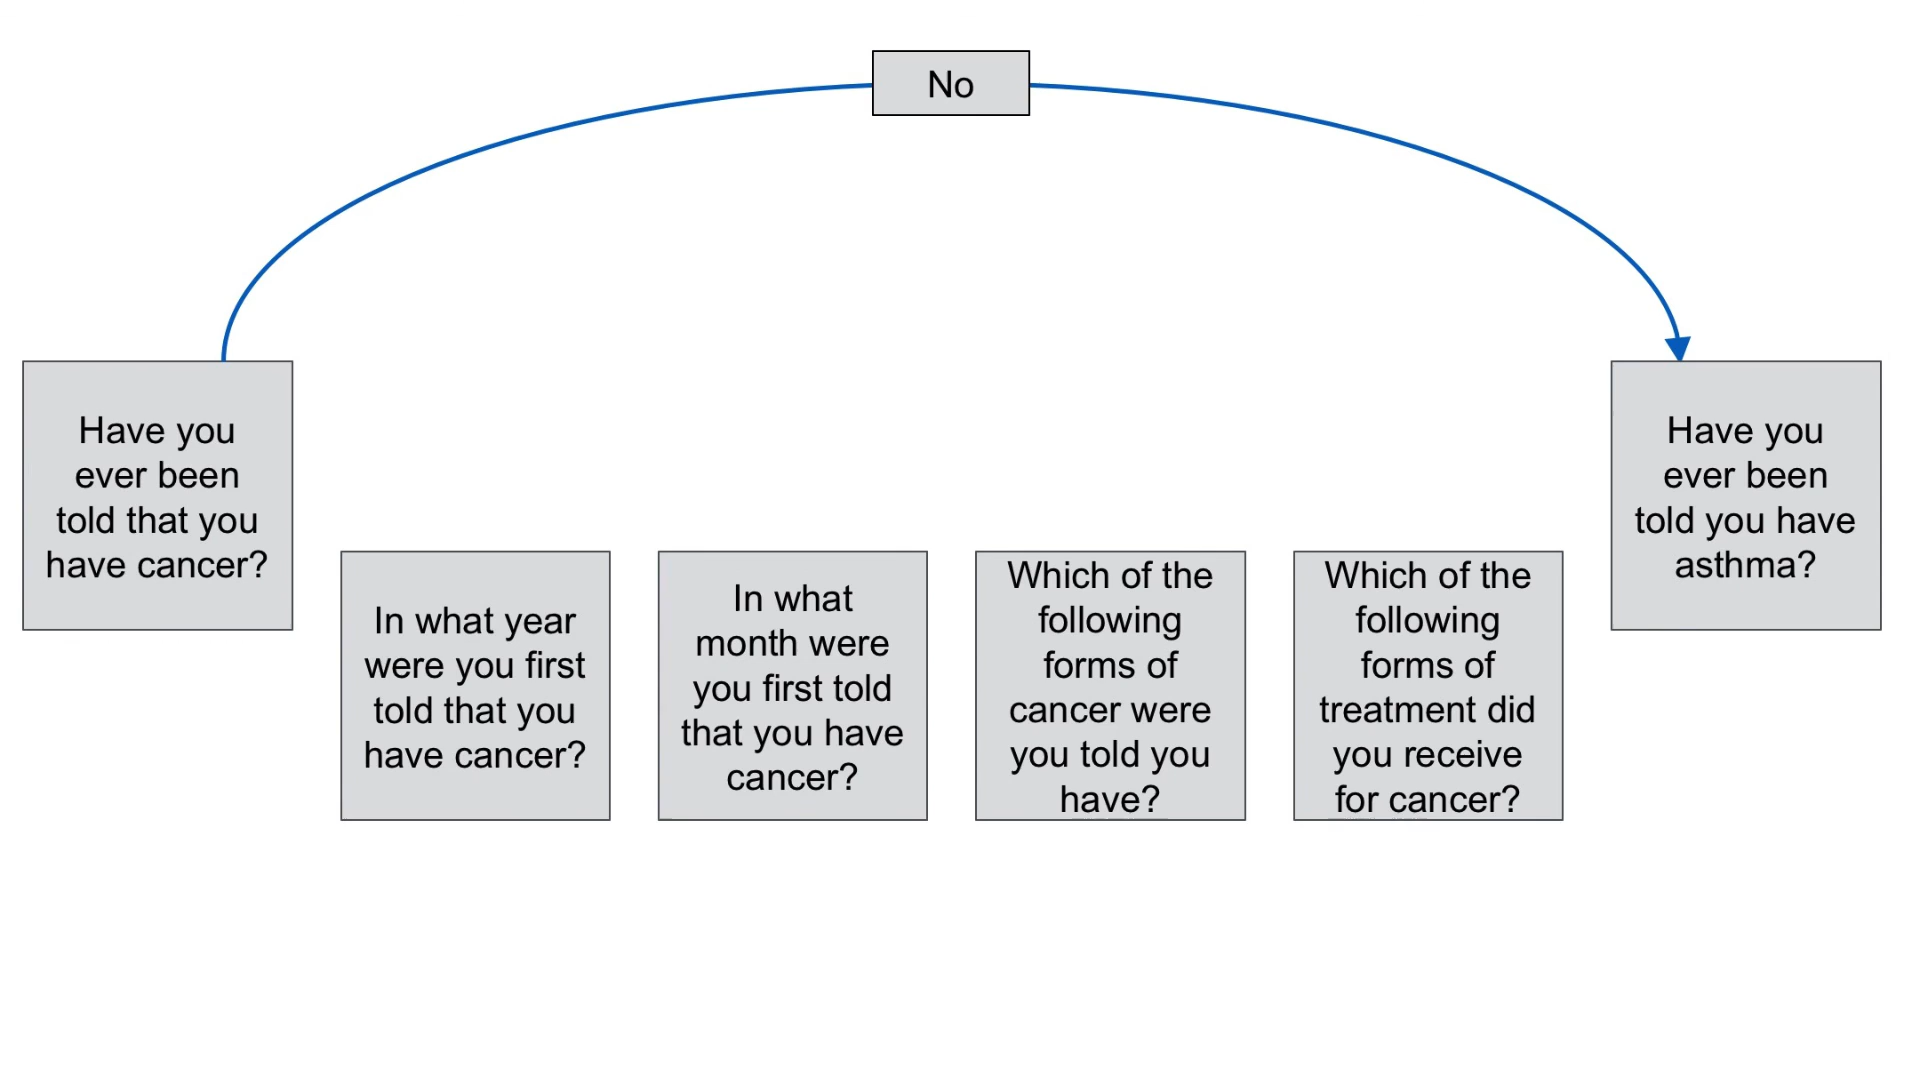 No
Have you
ever been
told that you
have cancer?
In what year
were you first
told that you
have cancer?
In what
month were
you first told
that you have
cancer?
Which of the
following
forms of
cancer were
you told you
have?
Which of the
following
forms of
treatment did
you receive
for cancer?
Have you
ever been
told you have
asthma?